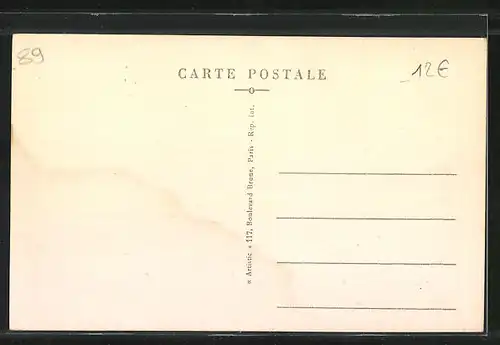 89
12€
CARTE POSTALE
« Artistic » 117, Boulevard Brune, Paris - Rep. int.